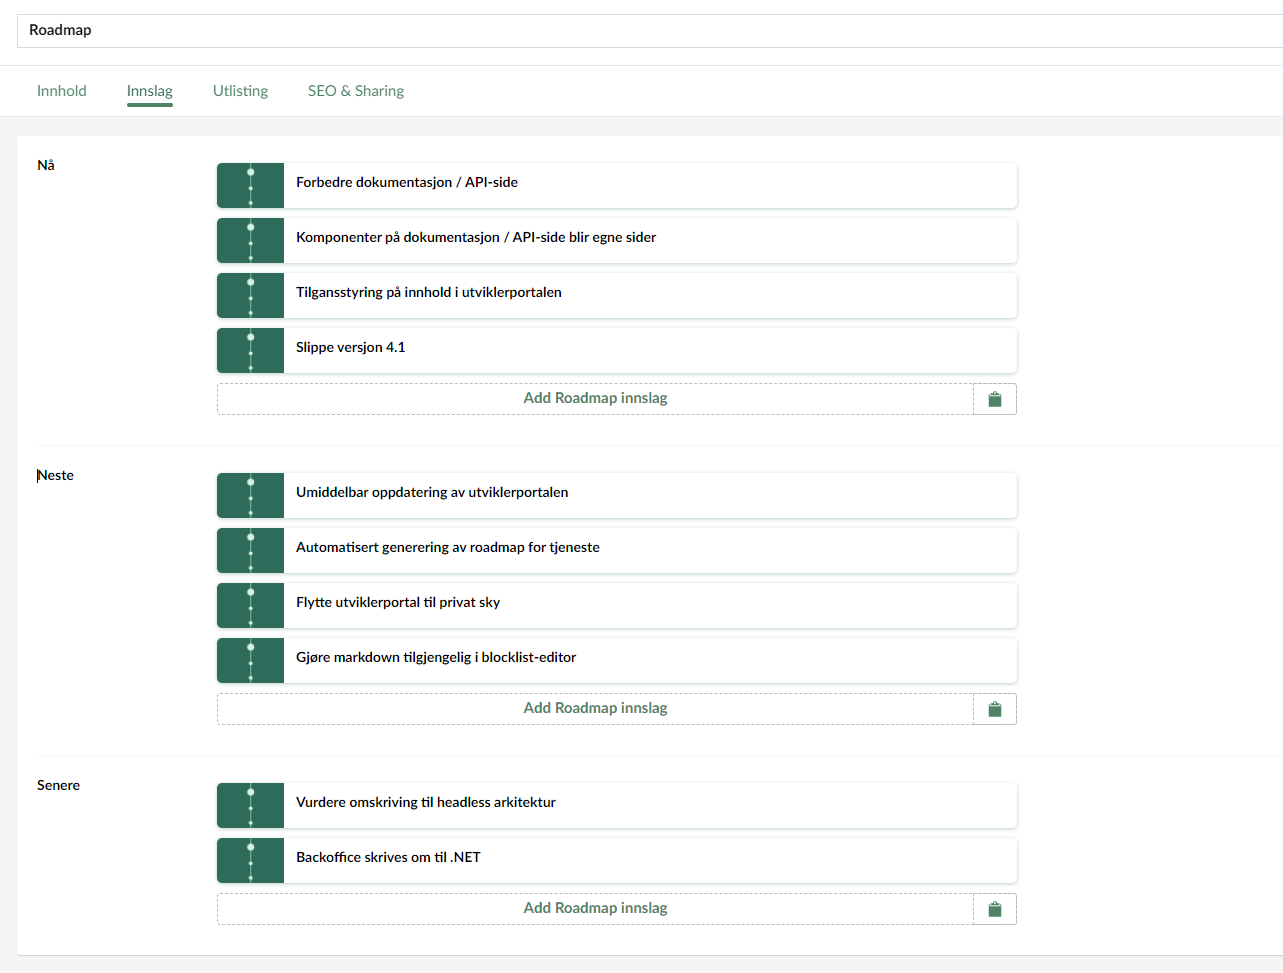 Roadmap
Innhold Innslag Utlisting SEO & Sharing
Nå
Forbedre dokumentasjon / API-side
Komponenter på dokumentasjon / API-side blir egne sider
Tilgansstyring på innhold i utviklerportalen
Slippe versjon 4.1
Add Roadmap innslag
Neste
Umiddelbar oppdatering av utviklerportalen
Automatisert generering av roadmap for tjeneste
Flytte utviklerportal til privat sky
Gjøre markdown tilgjengelig i blocklist-editor
Add Roadmap innslag
Senere
Vurdere omskriving til headless arkitektur
Backoffice skrives om til .NET
Add Roadmap innslag